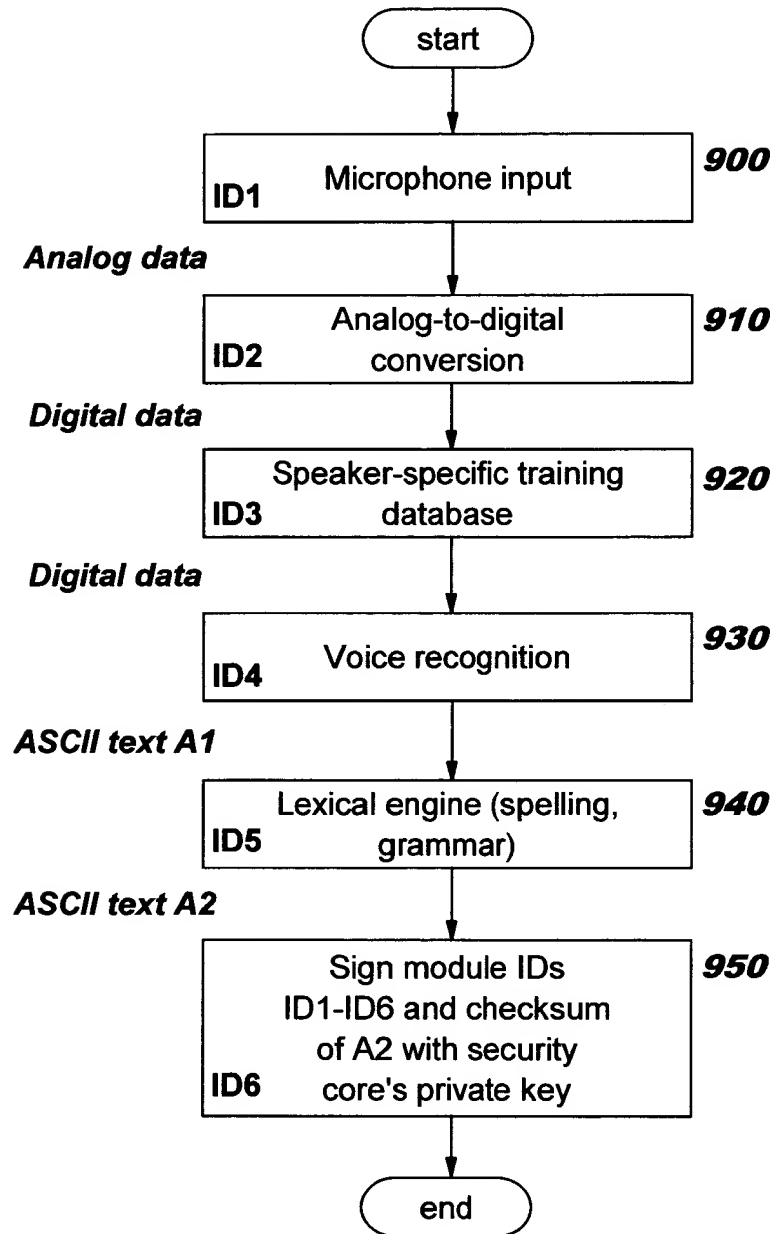 start
900
Microphone input
ID1
Analog data
910
Analog-to-digital
conversion
ID2
Digital data
920
Speaker-specific training
database
ID3
Digital data
930
Voice recognition
ID4
ASCII text A1
940
Lexical engine (spelling,
grammar)
ID5
ASCII text A2
950
Sign module IDs
ID1-ID6 and checksum
of A2 with security
core's private key
ID6
end